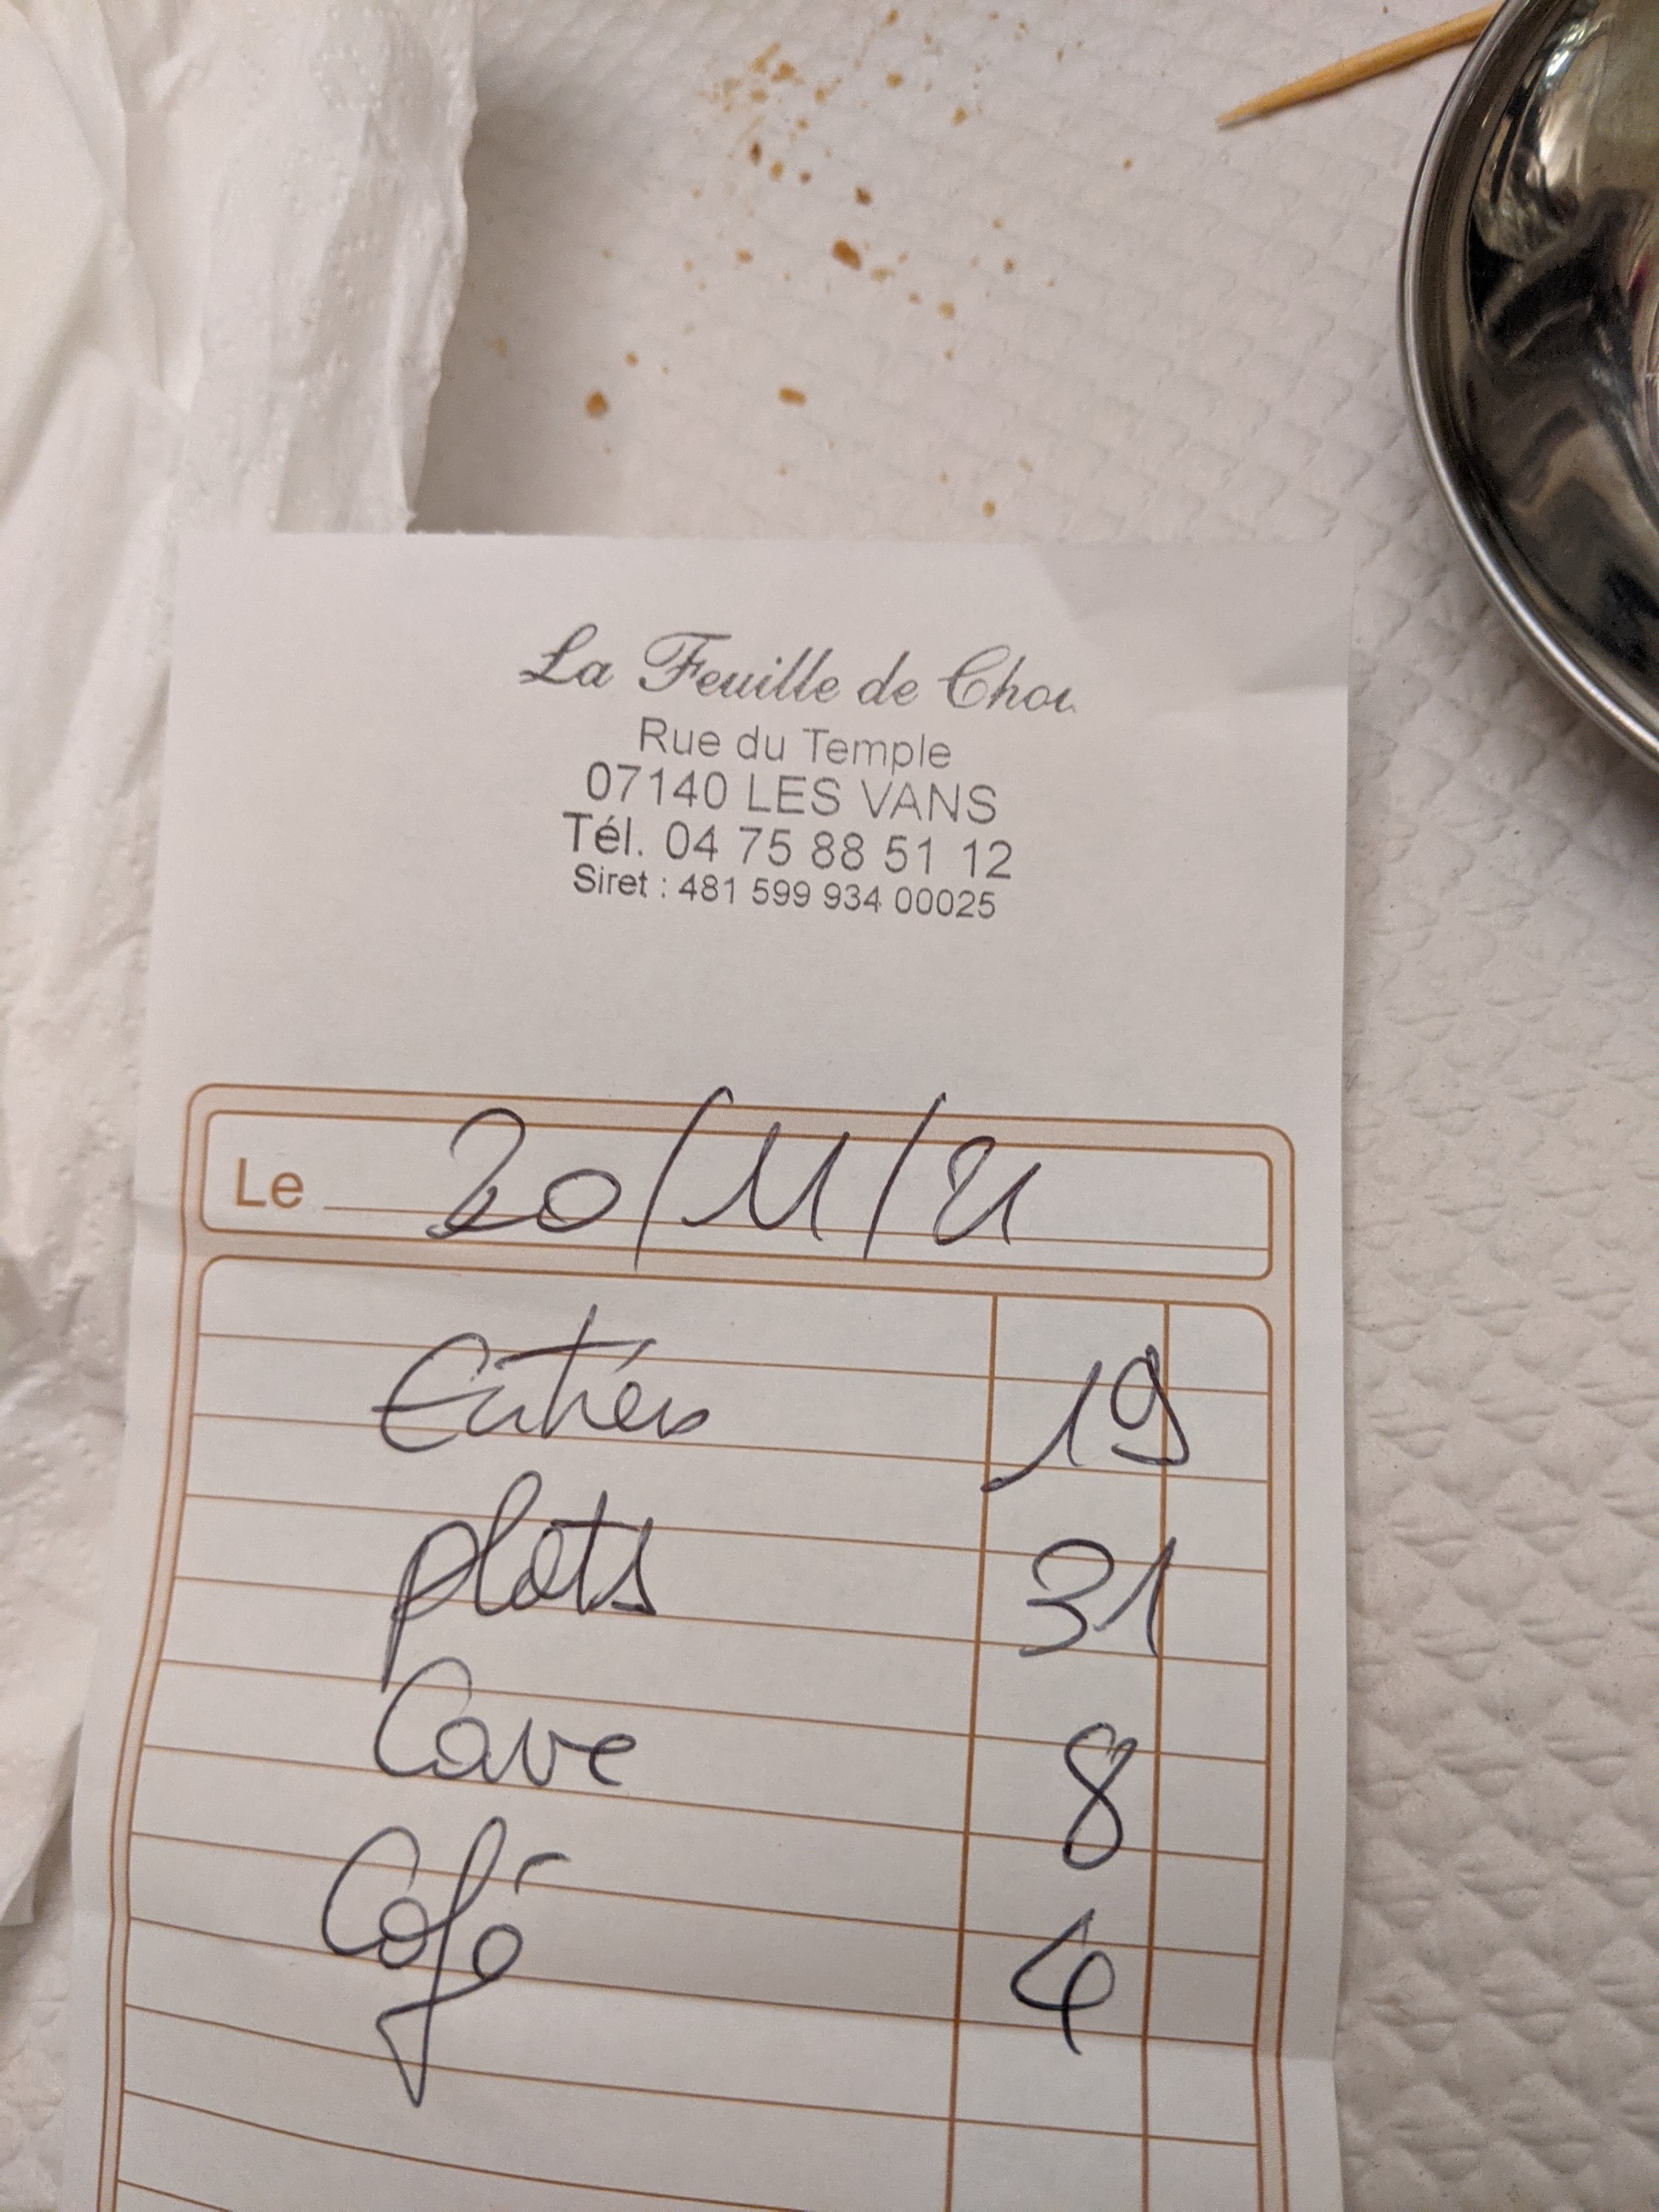 La Feuille de Chou
Rue du Temple
07140 LES VANS
Tél. 04 75 88 51 12
Siret : 481 599 934 00025
Le 20/11/21
Entrées 19
plats 31
Cave 8
Café 4